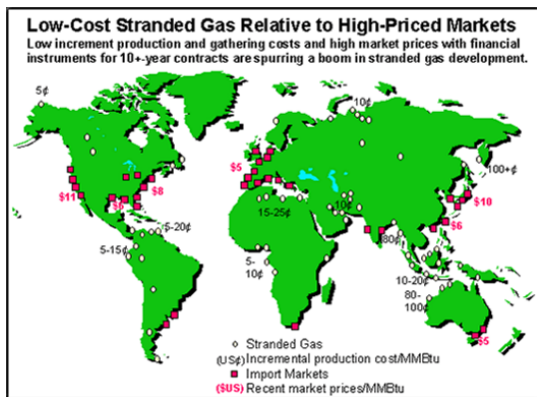 Low-Cost Stranded Gas Relative to High-Priced Markets
Low increment production and gathering costs and high market prices with financial
instruments for 10+-year contracts are spurring a boom in stranded gas development.
5¢
10¢
100+¢
$5
$11
$6
$8
$10
15-25¢
10¢
80¢
$6
5-20¢
5-15¢
5-
10¢
10-20¢
80-
100¢
$5
Stranded Gas
(US¢) Incremental production cost/MMBtu
Import Markets
($US) Recent market prices/MMBtu